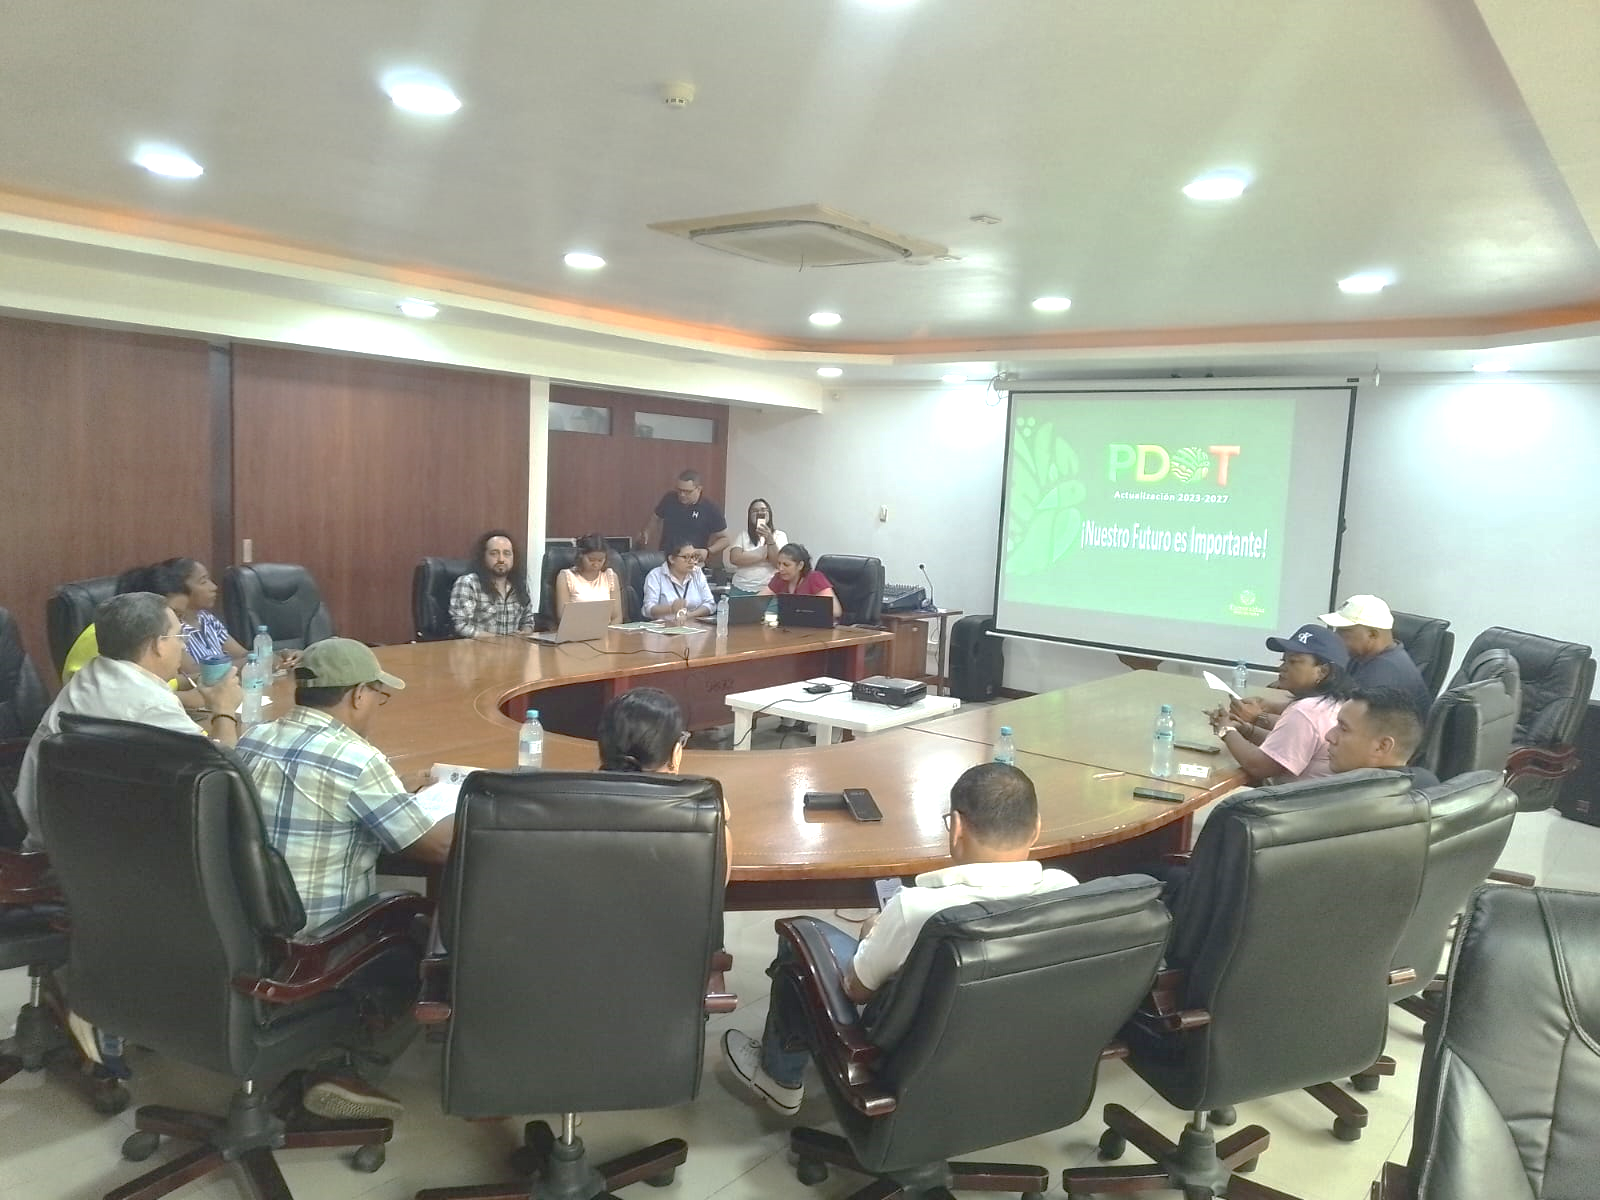 PDOT
Actualización 2023-2027
¡Nuestro Futuro es Importante!